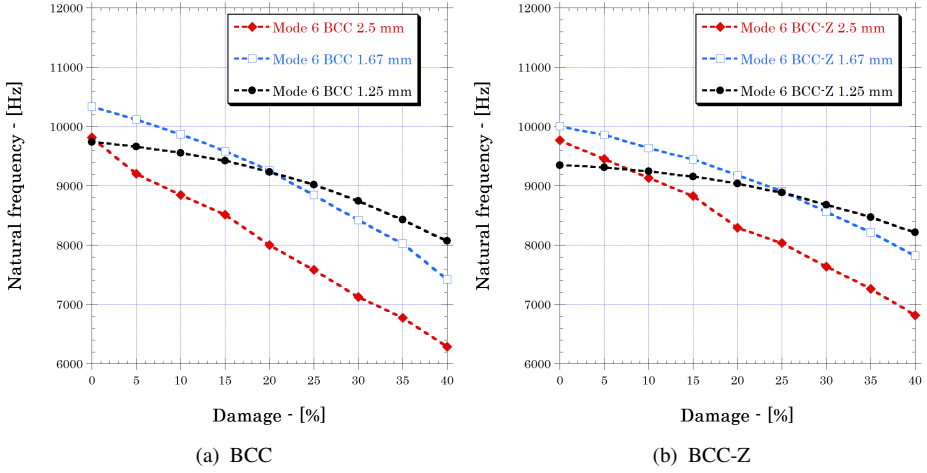 12000
11000
10000
9000
8000
7000
6000
Natural frequency - [Hz]
Mode 6 BCC 2.5 mm
Mode 6 BCC 1.67 mm
Mode 6 BCC 1.25 mm
0 5 10 15 20 25 30 35 40
Damage - [%]
(a) BCC
12000
11000
10000
9000
8000
7000
6000
Natural frequency - [Hz]
Mode 6 BCC-Z 2.5 mm
Mode 6 BCC-Z 1.67 mm
Mode 6 BCC-Z 1.25 mm
0 5 10 15 20 25 30 35 40
Damage - [%]
(b) BCC-Z